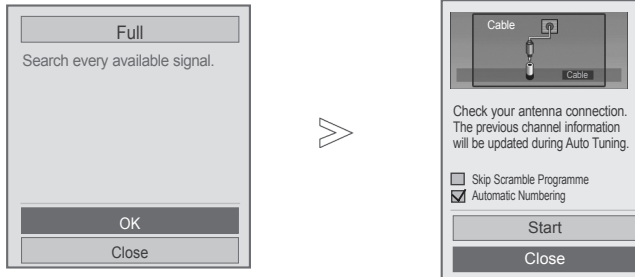 Full
Search every available signal.
OK
Close
Cable
Cable
Check your antenna connection.
The previous channel information
will be updated during Auto Tuning.
Skip Scramble Programme
Automatic Numbering
Start
Close